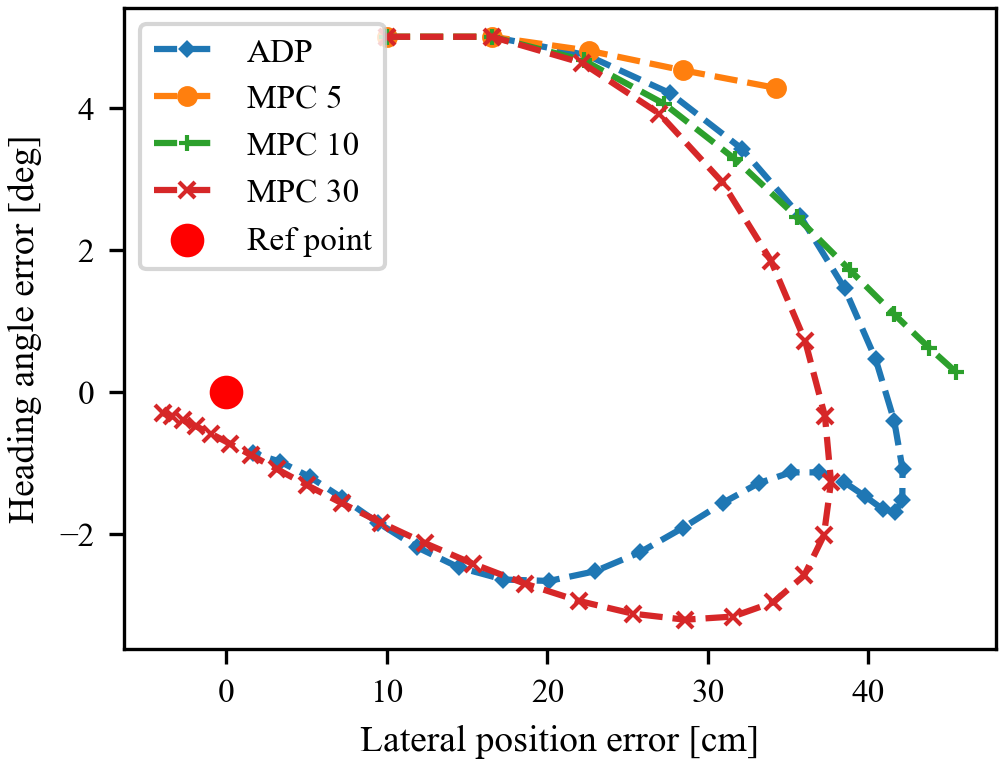 ADP
MPC 5
MPC 10
MPC 30
Ref point
Heading angle error [deg]
4
2
0
−2
0
10
20
30
40
Lateral position error [cm]